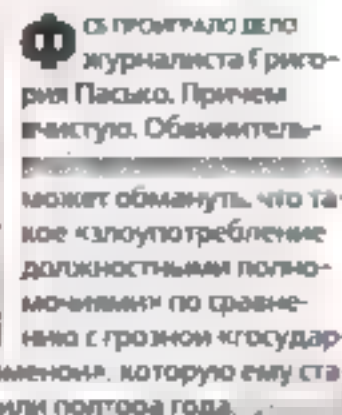 ФСБ ПРОИГРАЛО ДЕЛО
журналиста Григо-
рия Пасько. Причем
вчистую. Обвинитель-
может обмануть, что та-
кое «злоупотребление
должностными полно-
мочиями» по сравне-
нию с грозной «государ-
которую ему ста
или полтора года.